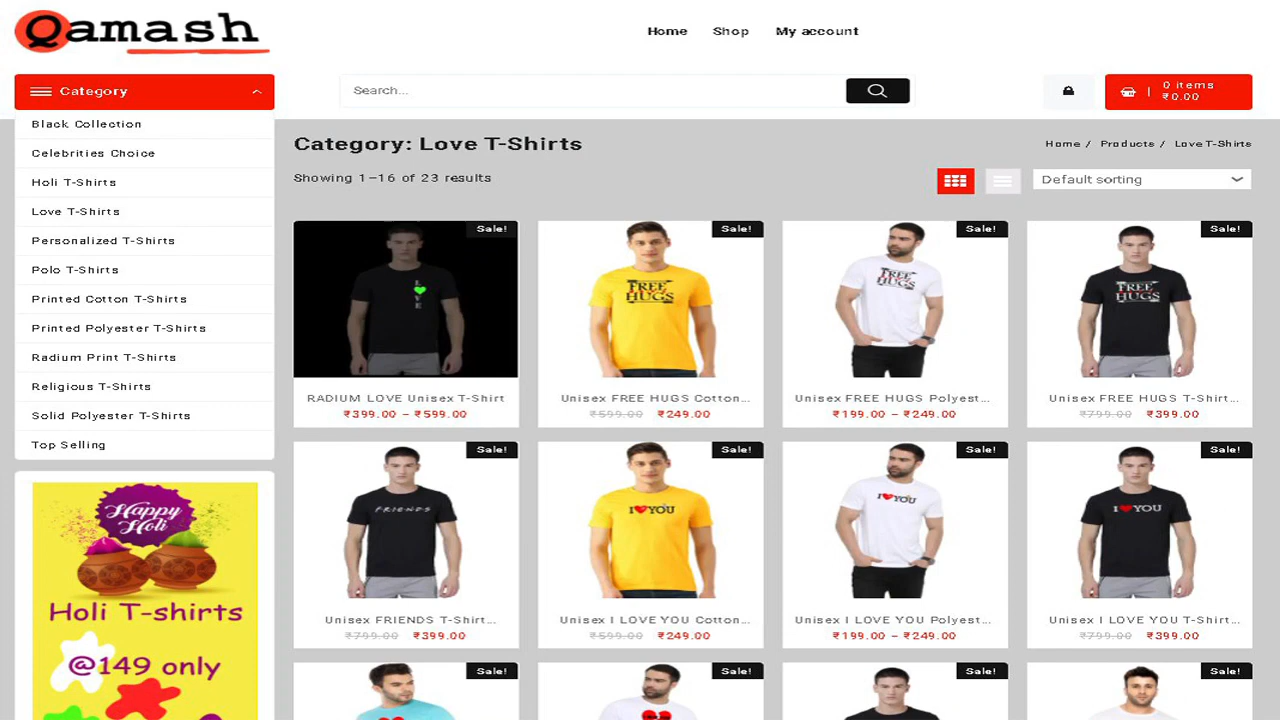 Qamash
Home Shop My account
Category
Search...
0 items
₹0.00
Black Collection
Celebrities Choice
Holi T-Shirts
Love T-Shirts
Personalized T-Shirts
Polo T-Shirts
Printed Cotton T-Shirts
Printed Polyester T-Shirts
Radium Print T-Shirts
Religious T-Shirts
Solid Polyester T-Shirts
Top Selling
Happy
Holi
Holi T-shirts
@149 only
Category: Love T-Shirts
Home / Products / Love T-Shirts
Showing 1–16 of 23 results
Default sorting
Sale!
LOVE
RADIUM LOVE Unisex T-Shirt
₹399.00 – ₹599.00
Sale!
FREE
HUGS
Unisex FREE HUGS Cotton...
₹599.00 ₹249.00
Sale!
FREE
HUGS
Unisex FREE HUGS Polyest...
₹199.00 – ₹249.00
Sale!
FREE
HUGS
Unisex FREE HUGS T-Shirt...
₹799.00 ₹399.00
Sale!
FRIENDS
Unisex FRIENDS T-Shirt...
₹799.00 ₹399.00
Sale!
I YOU
Unisex I LOVE YOU Cotton...
₹599.00 ₹249.00
Sale!
I YOU
Unisex I LOVE YOU Polyest...
₹199.00 – ₹249.00
Sale!
I YOU
Unisex I LOVE YOU T-Shirt...
₹799.00 ₹399.00
Sale!
Sale!
Sale!
Sale!